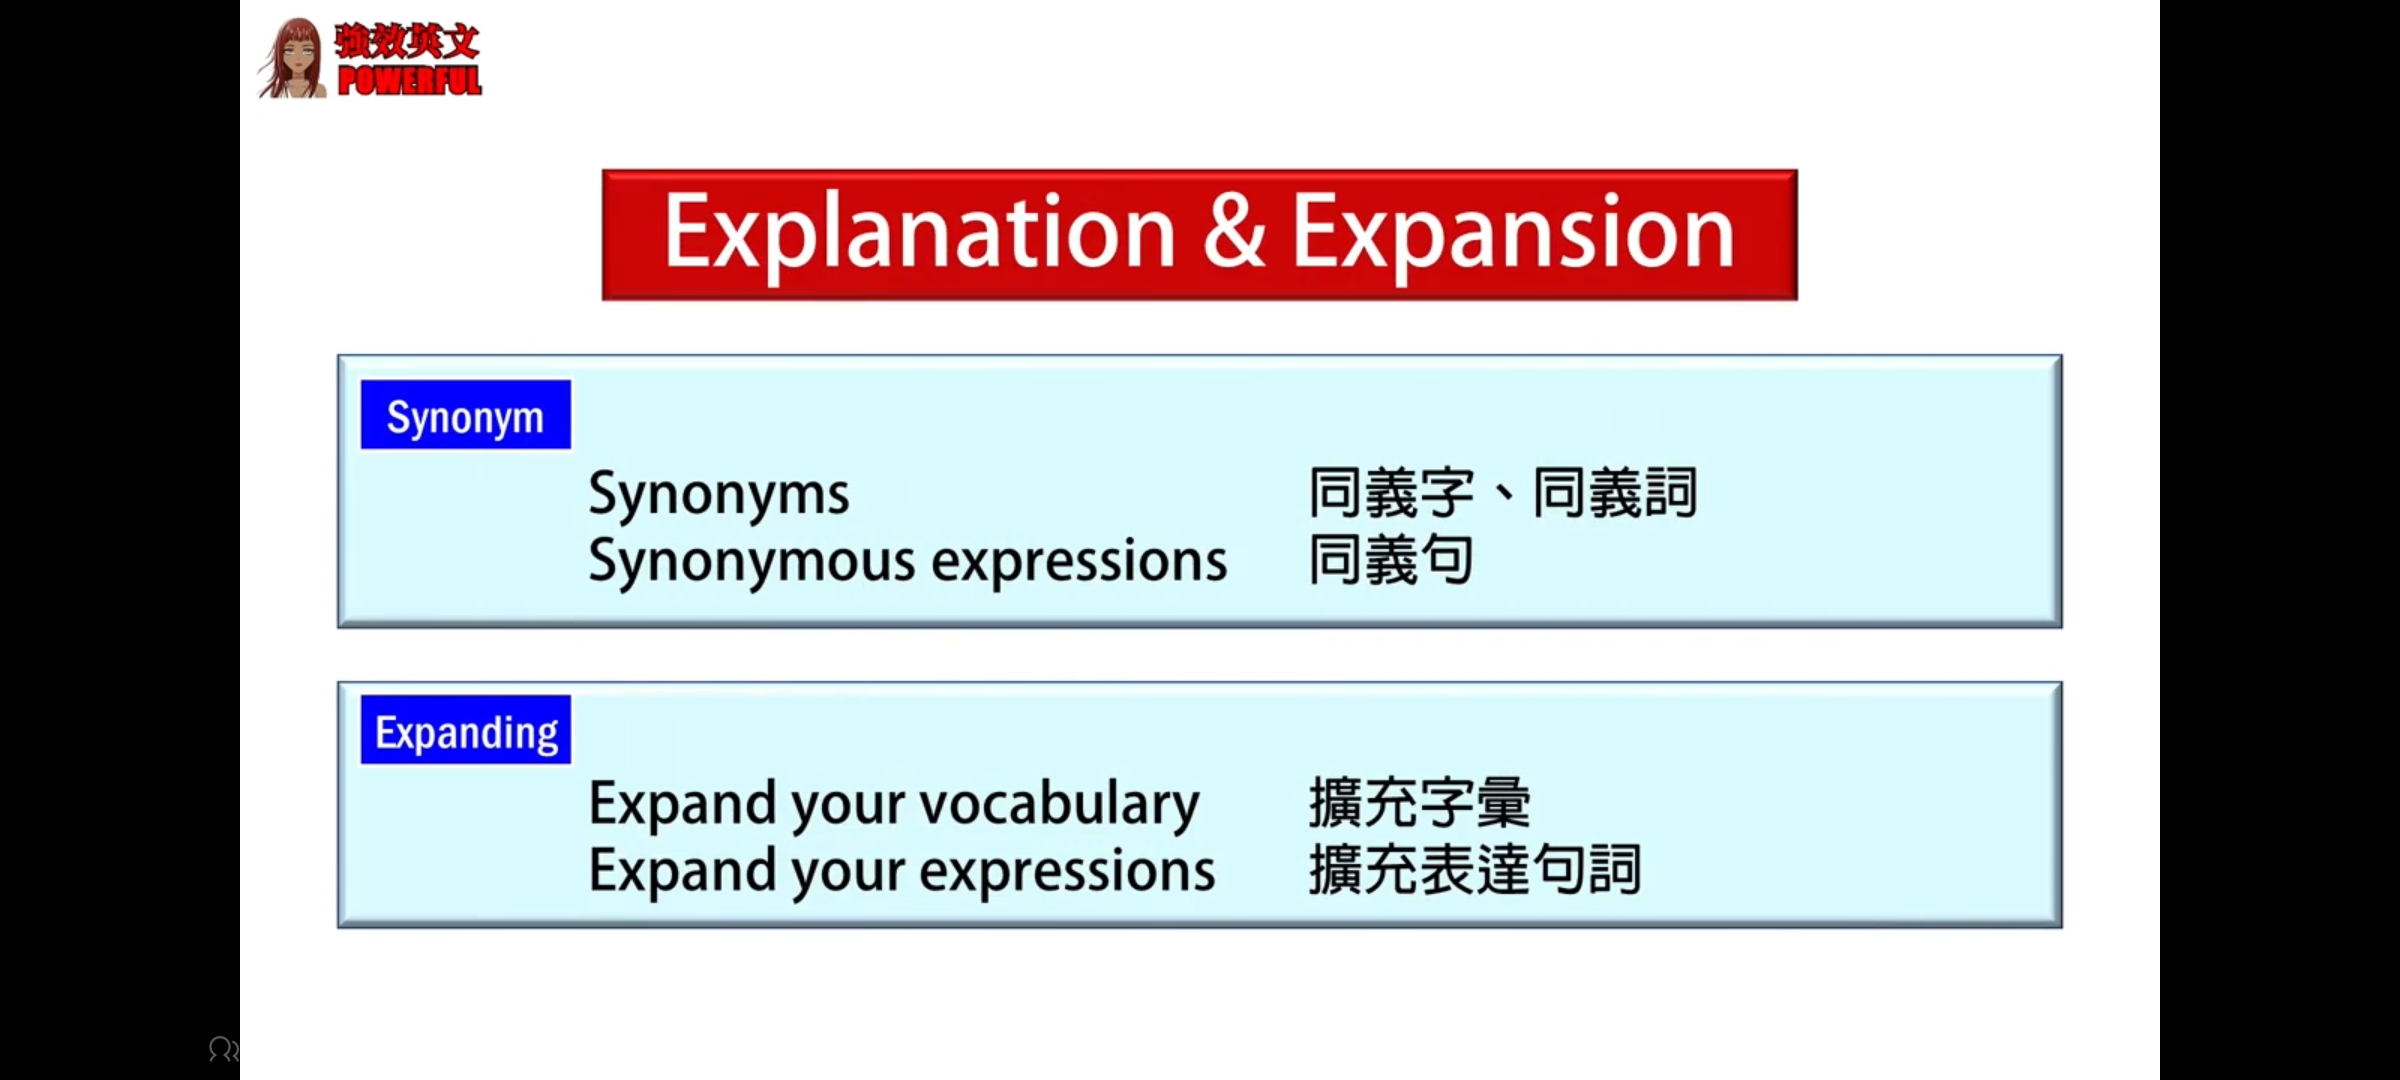 強效英文
POWERFUL
Explanation & Expansion
Synonym
Synonyms 同義字、同義詞
Synonymous expressions 同義句
Expanding
Expand your vocabulary 擴充字彙
Expand your expressions 擴充表達句詞